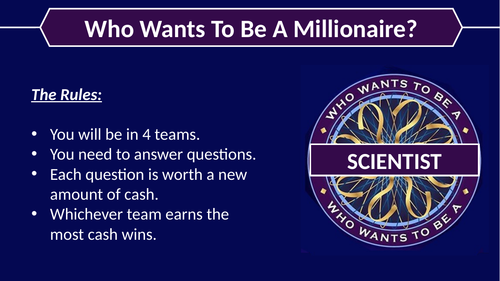 Who Wants To Be A Millionaire?
The Rules:
• You will be in 4 teams.
• You need to answer questions.
• Each question is worth a new
amount of cash.
• Whichever team earns the
most cash wins.
WHO WANTS TO BE A
SCIENTIST
WHO WANTS TO BE A